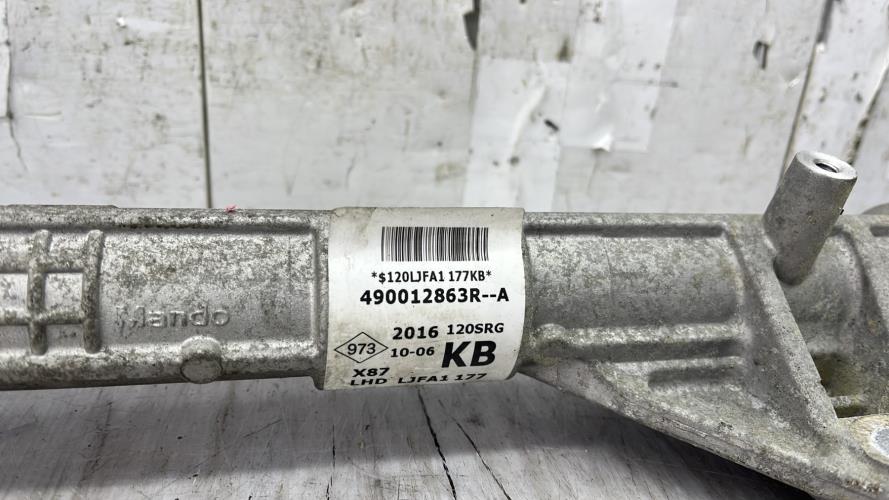 Mando
*$120LJFA1 177KB*
490012863R--A
973
2016 120SRG
10-06 KB
X87
LHD LJFA1 177